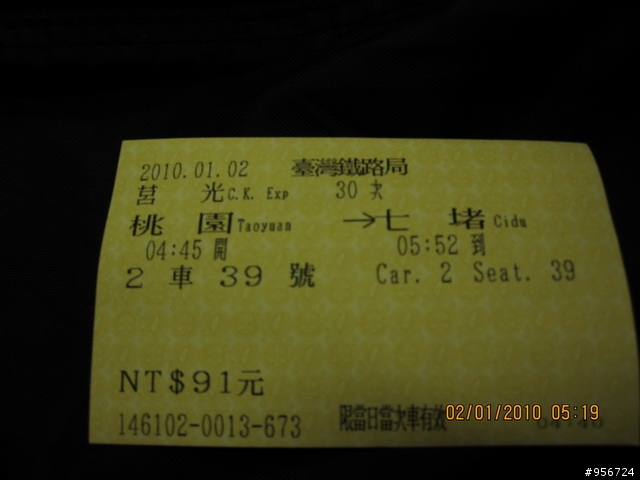 2010.01.02 臺灣鐵路局
莒 光 C.K. Exp 30 次
桃 園 Taoyuan →七 堵 Cidu
04:45 開 05:52 到
2 車 39 號 Car. 2 Seat. 39
NT$91元
146102-0013-673 限當日當次車有效
02/01/2010 05:19
#956724